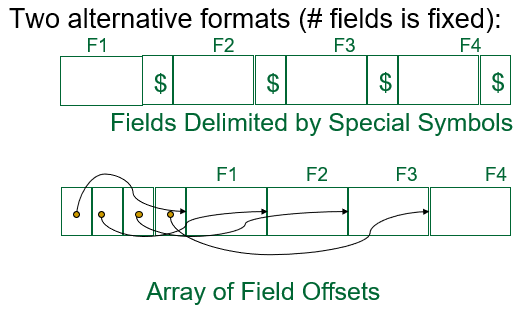 Two alternative formats (# fields is fixed):
F1 F2 F3 F4
$ $ $ $
Fields Delimited by Special Symbols
F1 F2 F3 F4
Array of Field Offsets